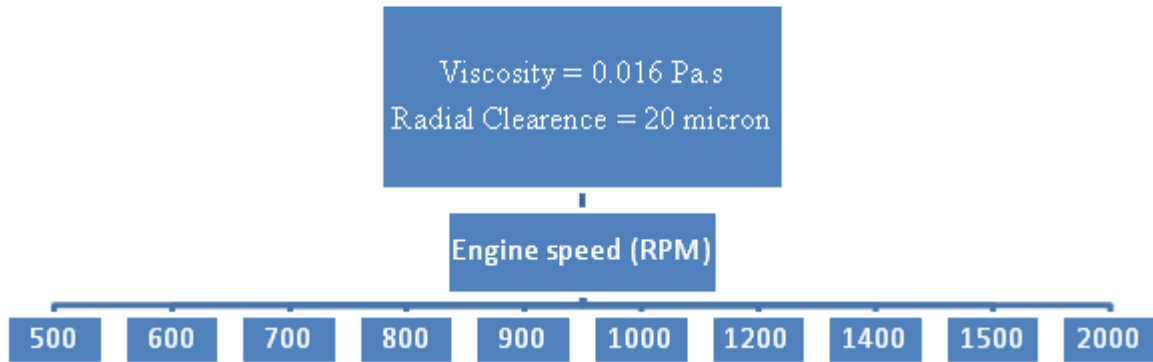 Viscosity = 0.016 Pa.s
Radial Clearence = 20 micron
Engine speed (RPM)
500 600 700 800 900 1000 1200 1400 1500 2000